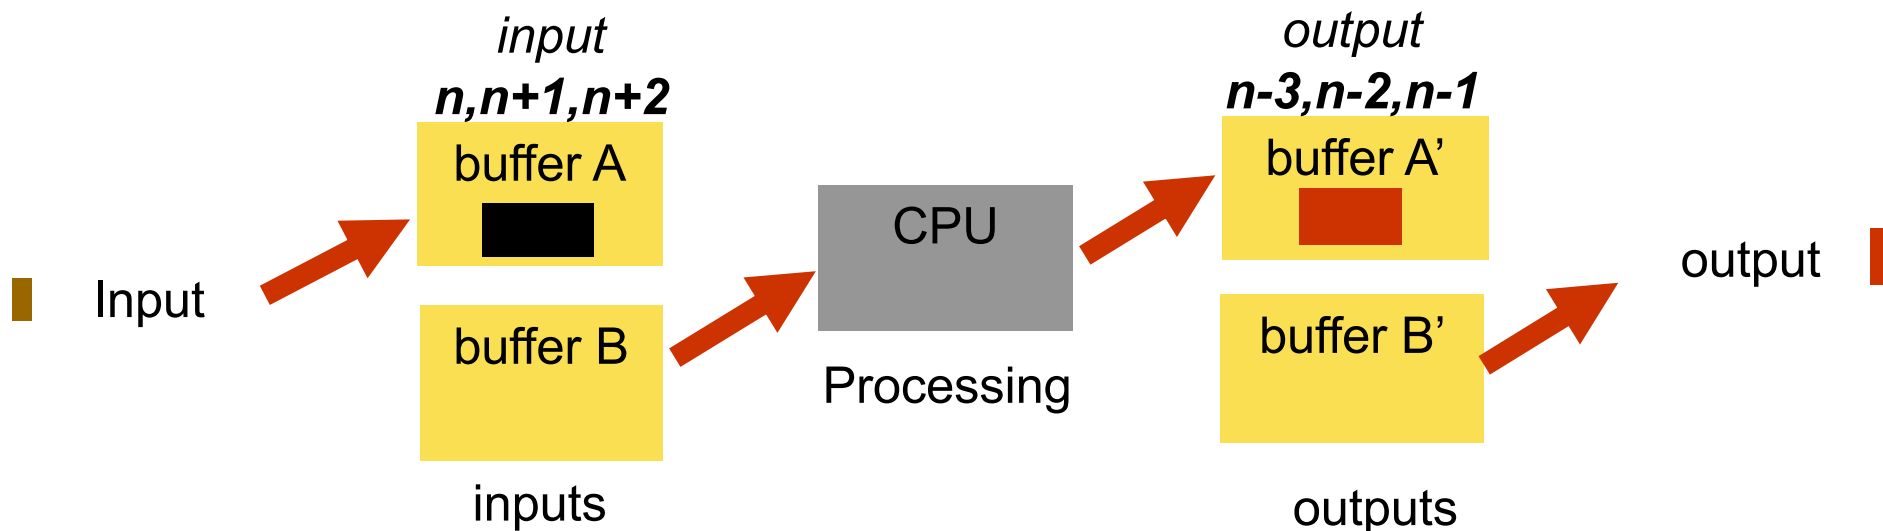 input
n,n+1,n+2
buffer A
buffer B
inputs
Input
CPU
Processing
output
n-3,n-2,n-1
buffer A’
buffer B’
outputs
output